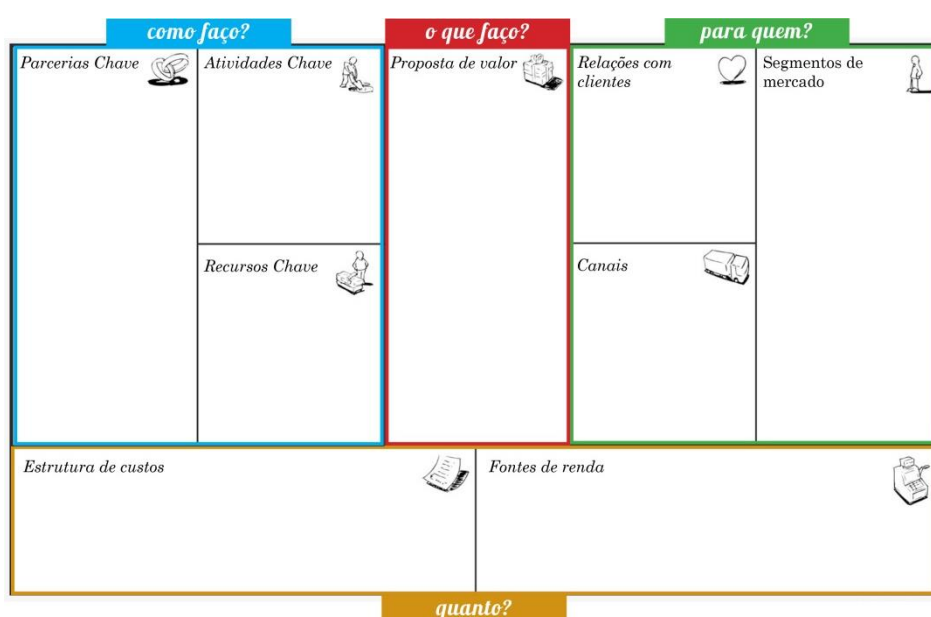 como faço?
o que faço?
para quem?
Parcerias Chave
Atividades Chave
Recursos Chave
Proposta de valor
Relações com
clientes
Canais
Segmentos de
mercado
Estrutura de custos
Fontes de renda
quanto?